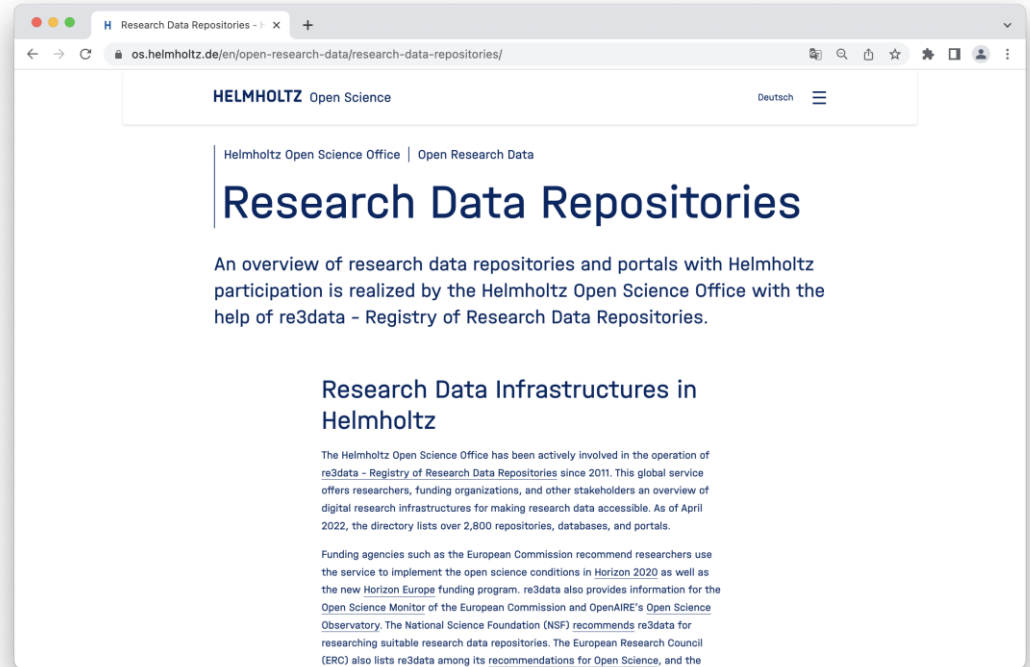 Research Data Repositories - H
os.helmholtz.de/en/open-research-data/research-data-repositories/
HELMHOLTZ Open Science
Deutsch
Helmholtz Open Science Office | Open Research Data
Research Data Repositories
An overview of research data repositories and portals with Helmholtz
participation is realized by the Helmholtz Open Science Office with the
help of re3data – Registry of Research Data Repositories.
Research Data Infrastructures in
Helmholtz
The Helmholtz Open Science Office has been actively involved in the operation of
re3data – Registry of Research Data Repositories since 2011. This global service
offers researchers, funding organizations, and other stakeholders an overview of
digital research infrastructures for making research data accessible. As of April
2022, the directory lists over 2,800 repositories, databases, and portals.
Funding agencies such as the European Commission recommend researchers use
the service to implement the open science conditions in Horizon 2020 as well as
the new Horizon Europe funding program. re3data also provides information for the
Open Science Monitor of the European Commission and OpenAIRE's Open Science
Observatory. The National Science Foundation (NSF) recommends re3data for
researching suitable research data repositories. The European Research Council
(ERC) also lists re3data among its recommendations for Open Science, and the